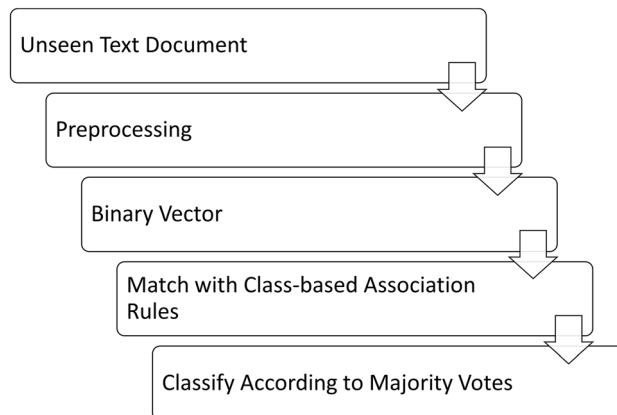 Unseen Text Document
Preprocessing
Binary Vector
Match with Class-based Association
Rules
Classify According to Majority Votes